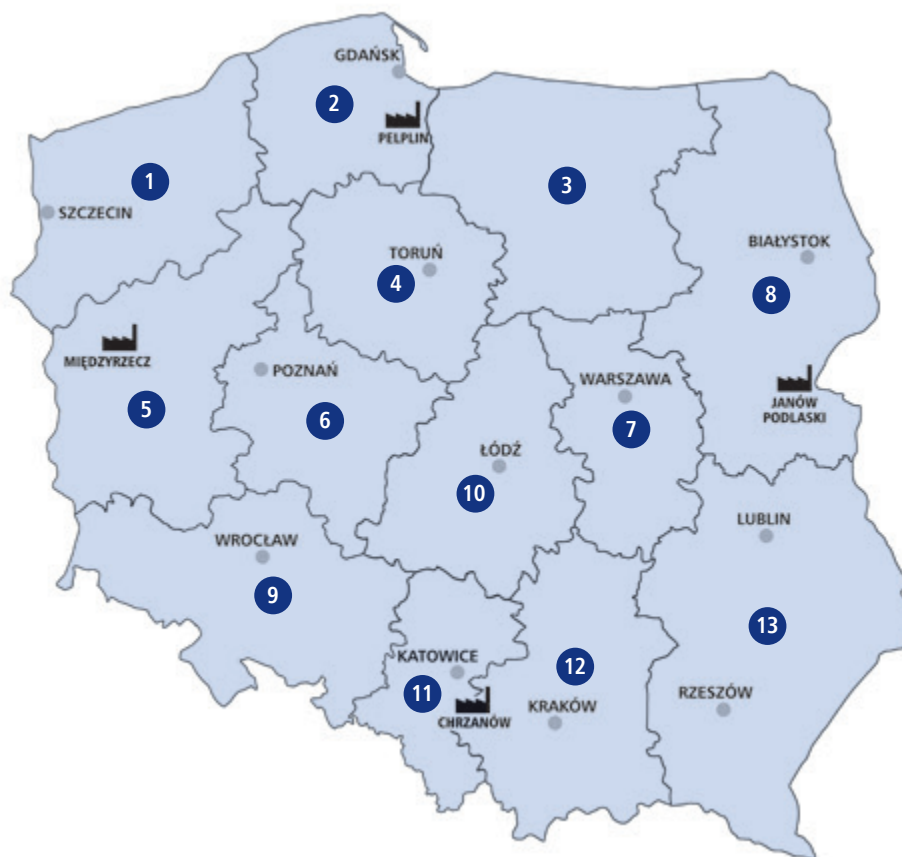 GDAŃSK
2
PELPLIN
1
3
SZCZECIN
TORUŃ
4
BIAŁYSTOK
8
MIĘDZYRZECZ
POZNAŃ
WARSZAWA
JANÓW
PODLASKI
5
6
7
ŁÓDŹ
10
LUBLIN
WROCŁAW
9
13
KATOWICE
12
11
RZESZÓW
CHRZANÓW
KRAKÓW